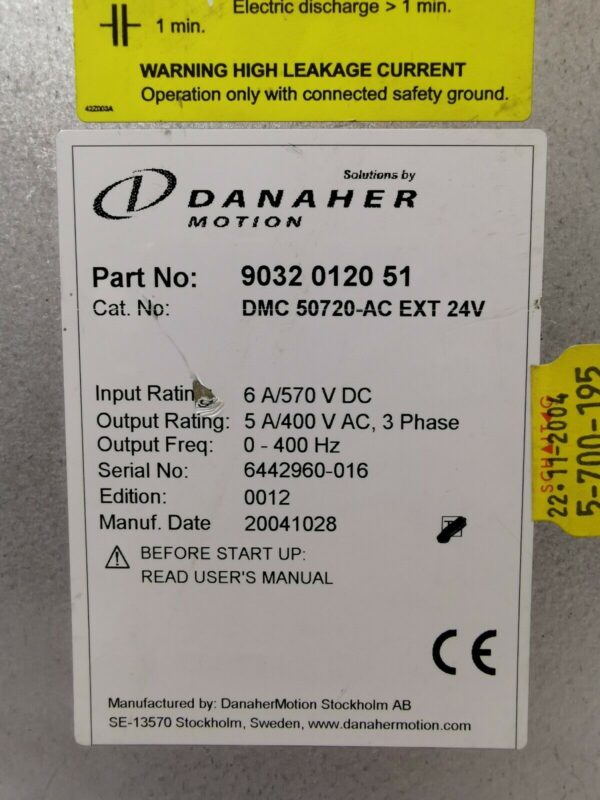 Electric discharge > 1 min.
1 min.
WARNING HIGH LEAKAGE CURRENT
Operation only with connected safety ground.
Solutions by
DANAHER
MOTION
Part No: 9032 0120 51
Cat. No: DMC 50720-AC EXT 24V
Input Rating: 6 A/570 V DC
Output Rating: 5 A/400 V AC, 3 Phase
Output Freq: 0 - 400 Hz
Serial No: 6442960-016
Edition: 0012
Manuf. Date 20041028
BEFORE START UP:
READ USER'S MANUAL
CE
Manufactured by: DanaherMotion Stockholm AB
SE-13570 Stockholm, Sweden, www.danahermotion.com
22·11-2004
5-700-195